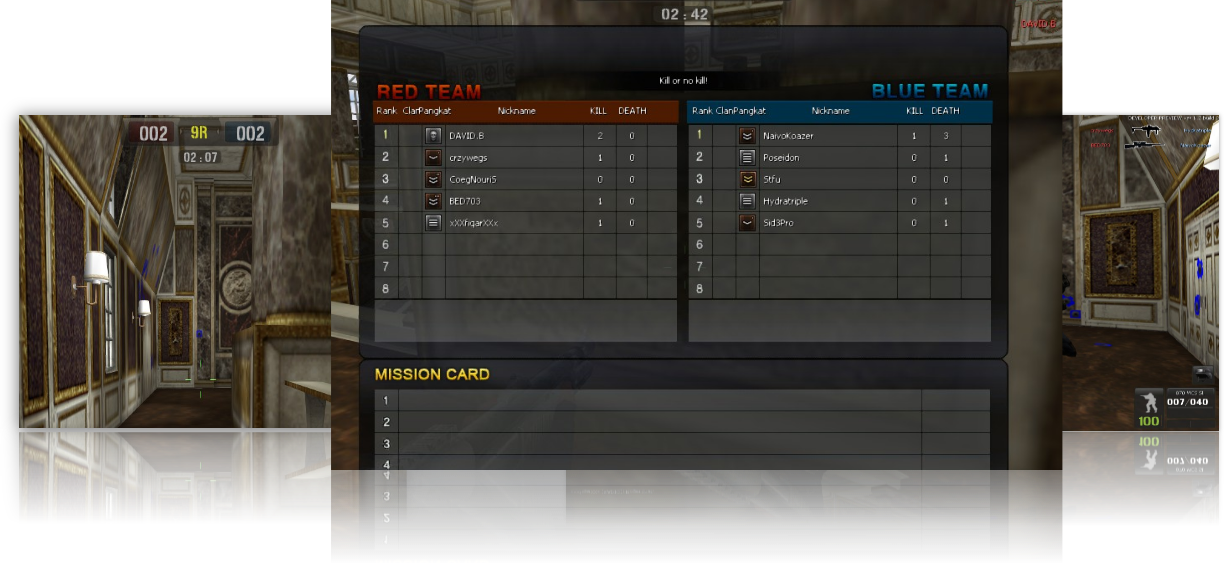 02 : 42
DAVID.B
Kill or no kill!
RED TEAM
BLUE TEAM
Rank ClanPangkat Nickname KILL DEATH
1 DAVID.B 2 0
2 crzywegs 1 0
3 CoegNouri5 0 0
4 BED703 1 0
5 xXXfigarXXx 1 0
6
7
8
Rank ClanPangkat Nickname KILL DEATH
1 NaivoKoazer 1 3
2 Poseidon 0 1
3 Stfu 0 0
4 Hydratriple 0 1
5 Sid3Pro 0 1
6
7
8
MISSION CARD
1
2
3
4
002 9R 002
02 : 07
007/040
100